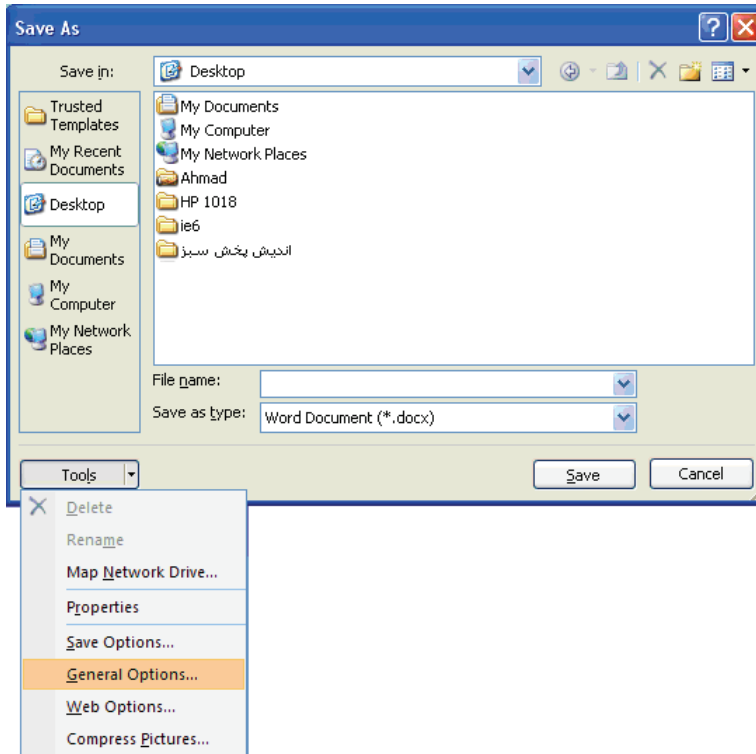 Save As
Save in:
Desktop
Trusted
Templates
My Recent
Documents
Desktop
My
Documents
My
Computer
My Network
Places
My Documents
My Computer
My Network Places
Ahmad
HP 1018
ie6
اندیش پخش سبز
File name:
Save as type:
Word Document (*.docx)
Tools
Save
Cancel
Delete
Rename
Map Network Drive...
Properties
Save Options...
General Options...
Web Options...
Compress Pictures...